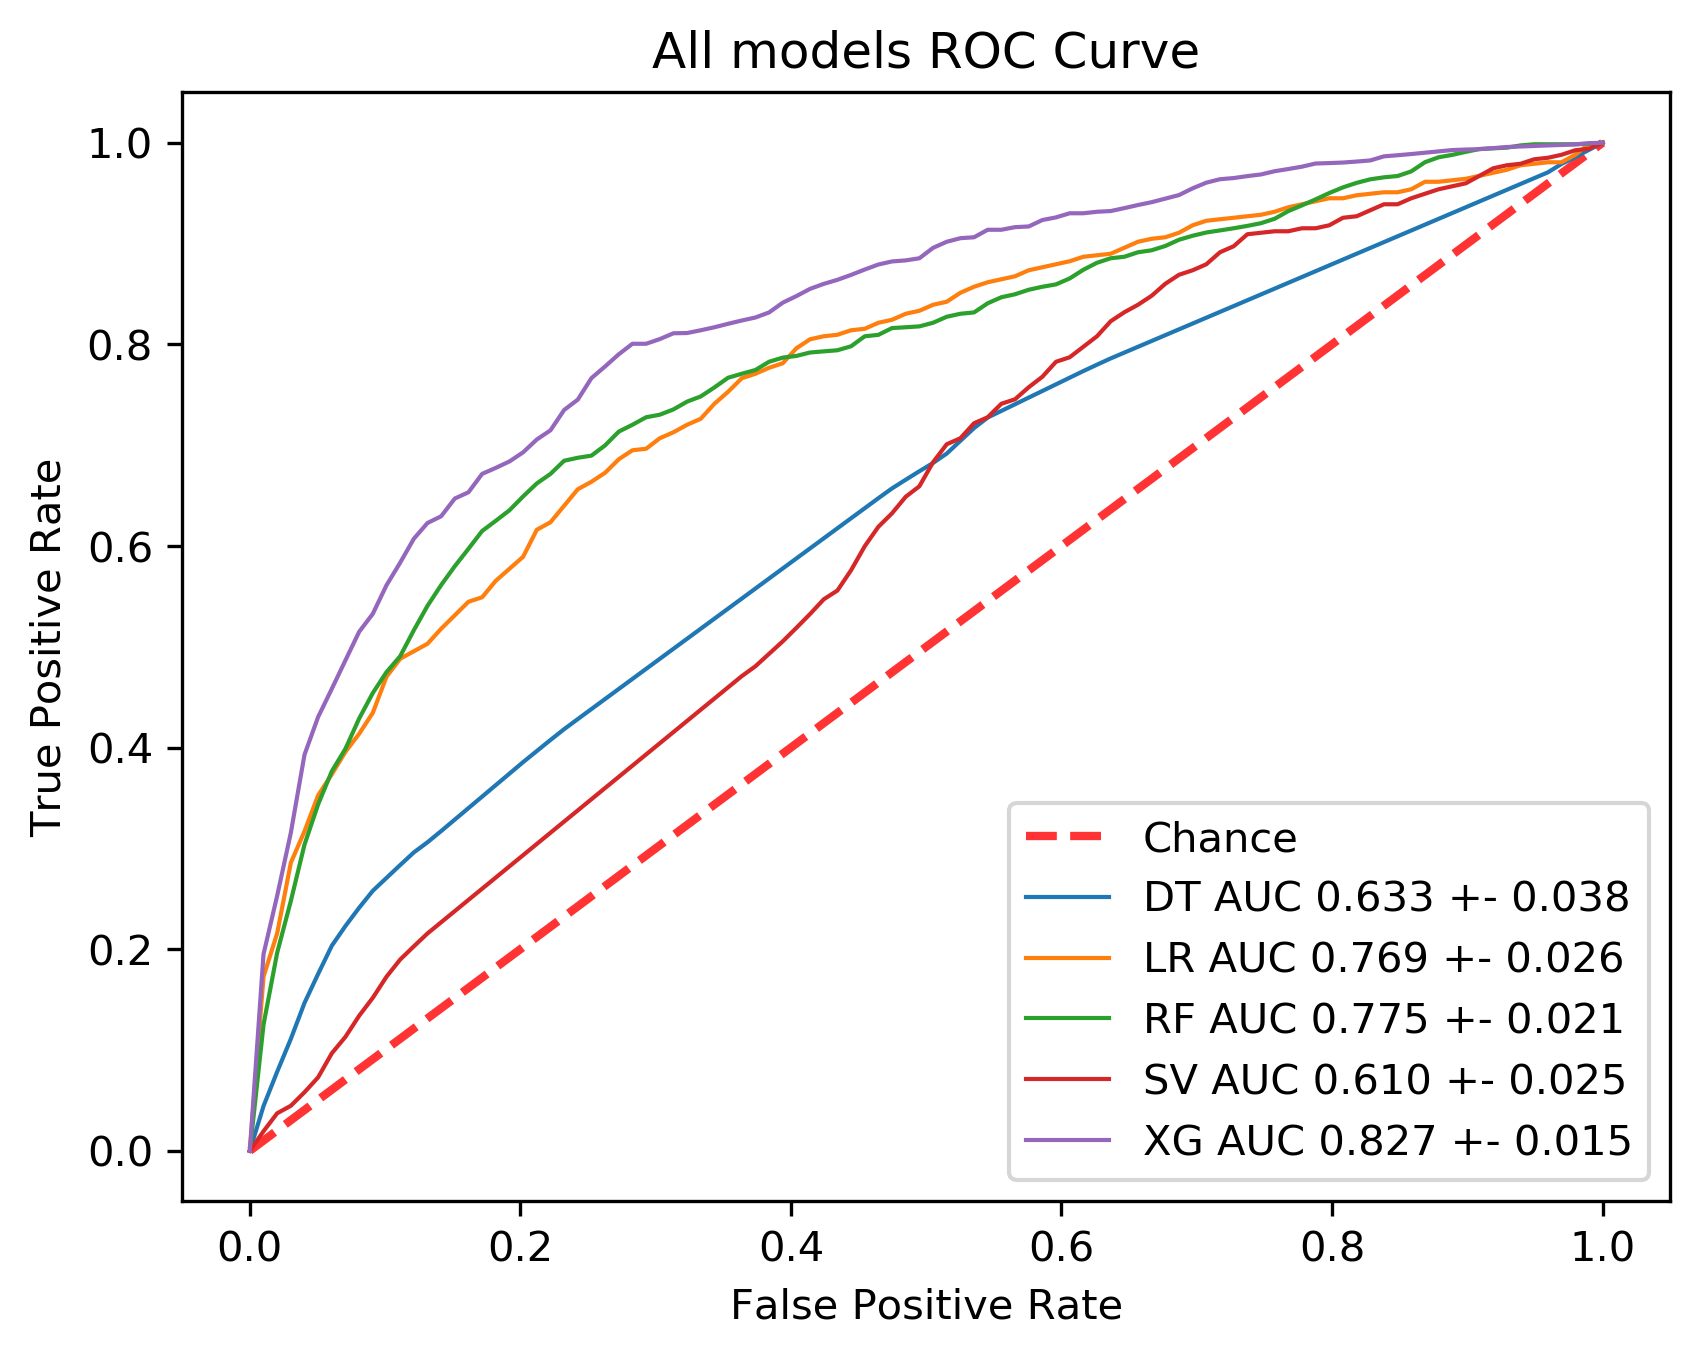 All models ROC Curve
True Positive Rate
1.0
0.8
0.6
0.4
0.2
0.0
Chance
DT AUC 0.633 +- 0.038
LR AUC 0.769 +- 0.026
RF AUC 0.775 +- 0.021
SV AUC 0.610 +- 0.025
XG AUC 0.827 +- 0.015
0.0 0.2 0.4 0.6 0.8 1.0
False Positive Rate